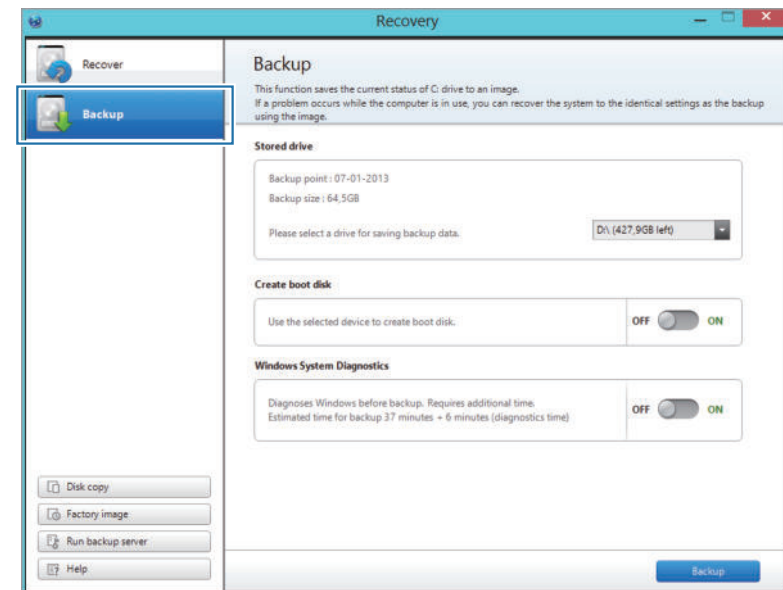 Recovery
Recover
Backup
Backup
This function saves the current status of C: drive to an image.
If a problem occurs while the computer is in use, you can recover the system to the identical settings as the backup
using the image.
Stored drive
Backup point : 07-01-2013
Backup size : 64,5GB
Please select a drive for saving backup data.
D:\ (427,9GB left)
Create boot disk
Use the selected device to create boot disk.
OFF ON
Windows System Diagnostics
Diagnoses Windows before backup. Requires additional time.
Estimated time for backup 37 minutes + 6 minutes (diagnostics time)
OFF ON
Disk copy
Factory image
Run backup server
Help
Backup